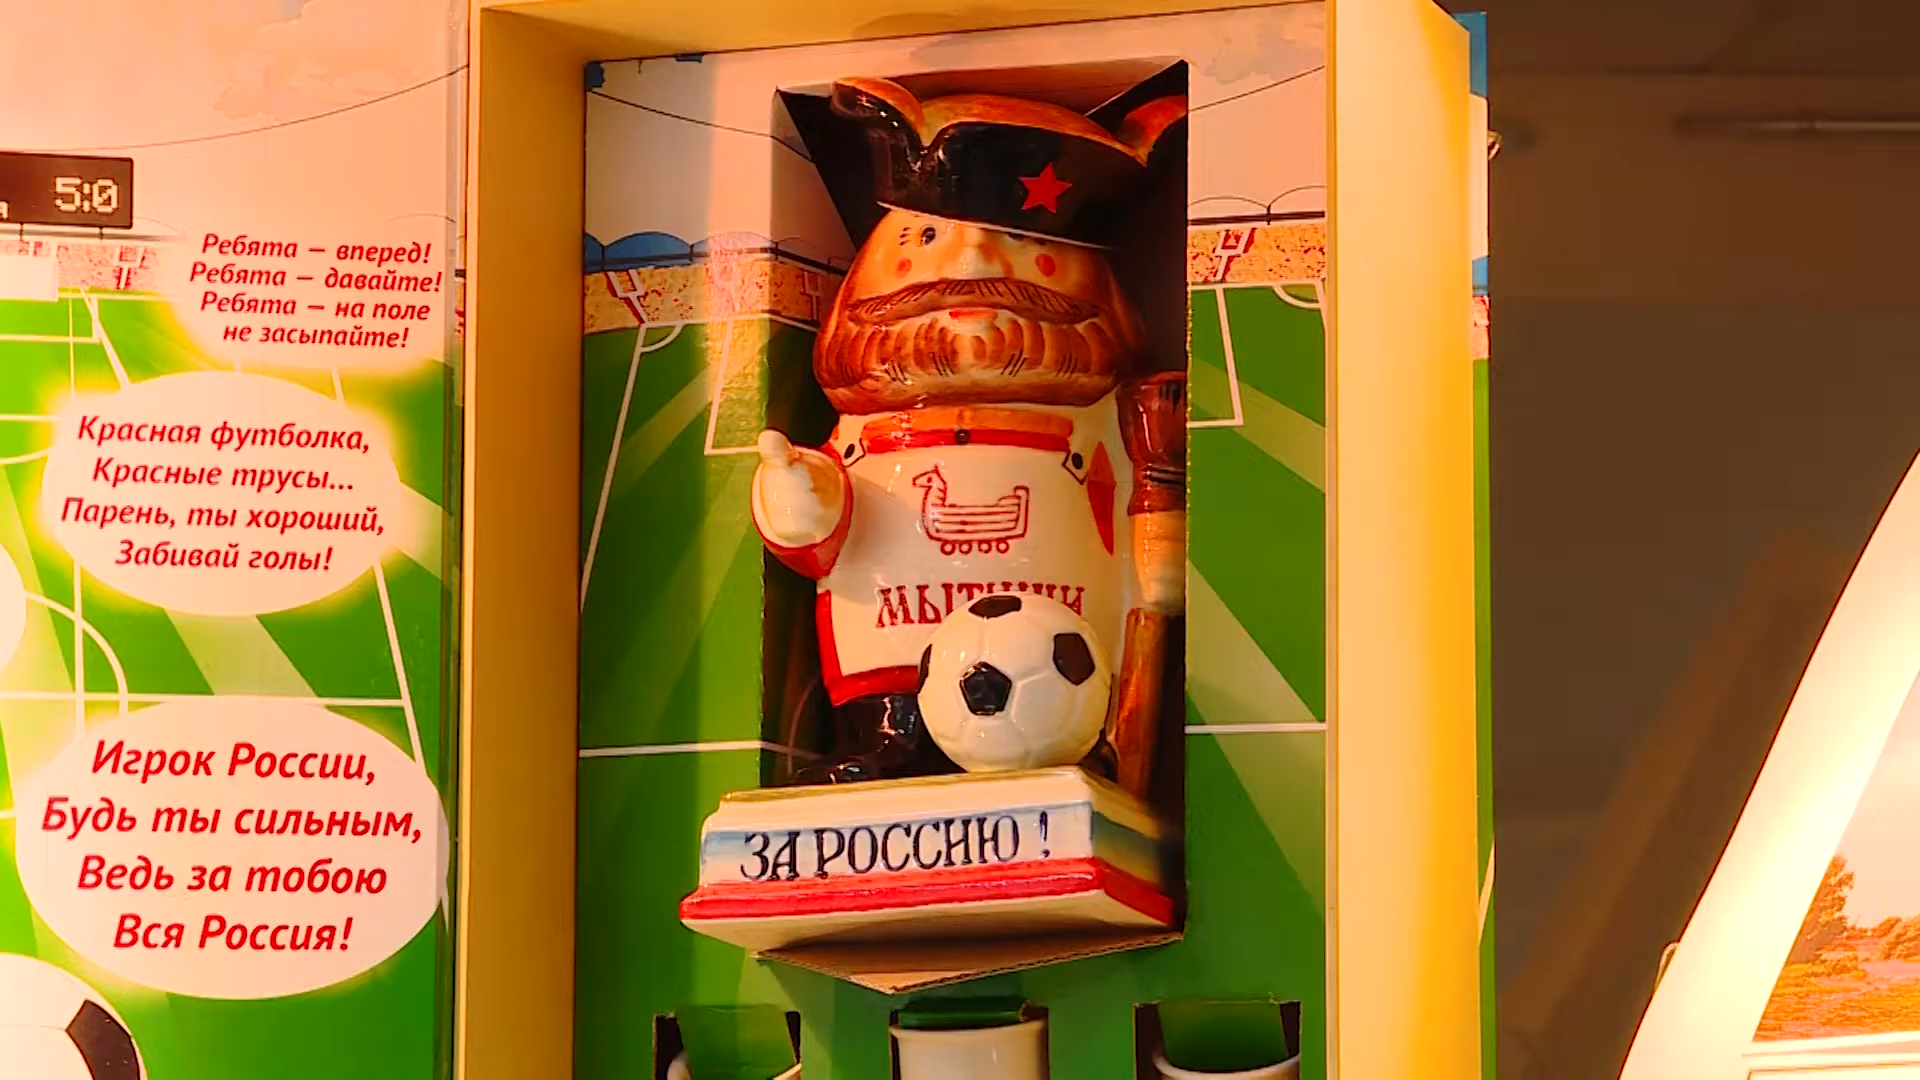 5:0
Ребята – вперед!
Ребята – давайте!
Ребята – на поле
не засыпайте!
Красная футболка,
Красные трусы...
Парень, ты хороший,
Забивай голы!
Игрок России,
Будь ты сильным,
Ведь за тобою
Вся Россия!
МЫТИЩИ
ЗА РОССИЮ !